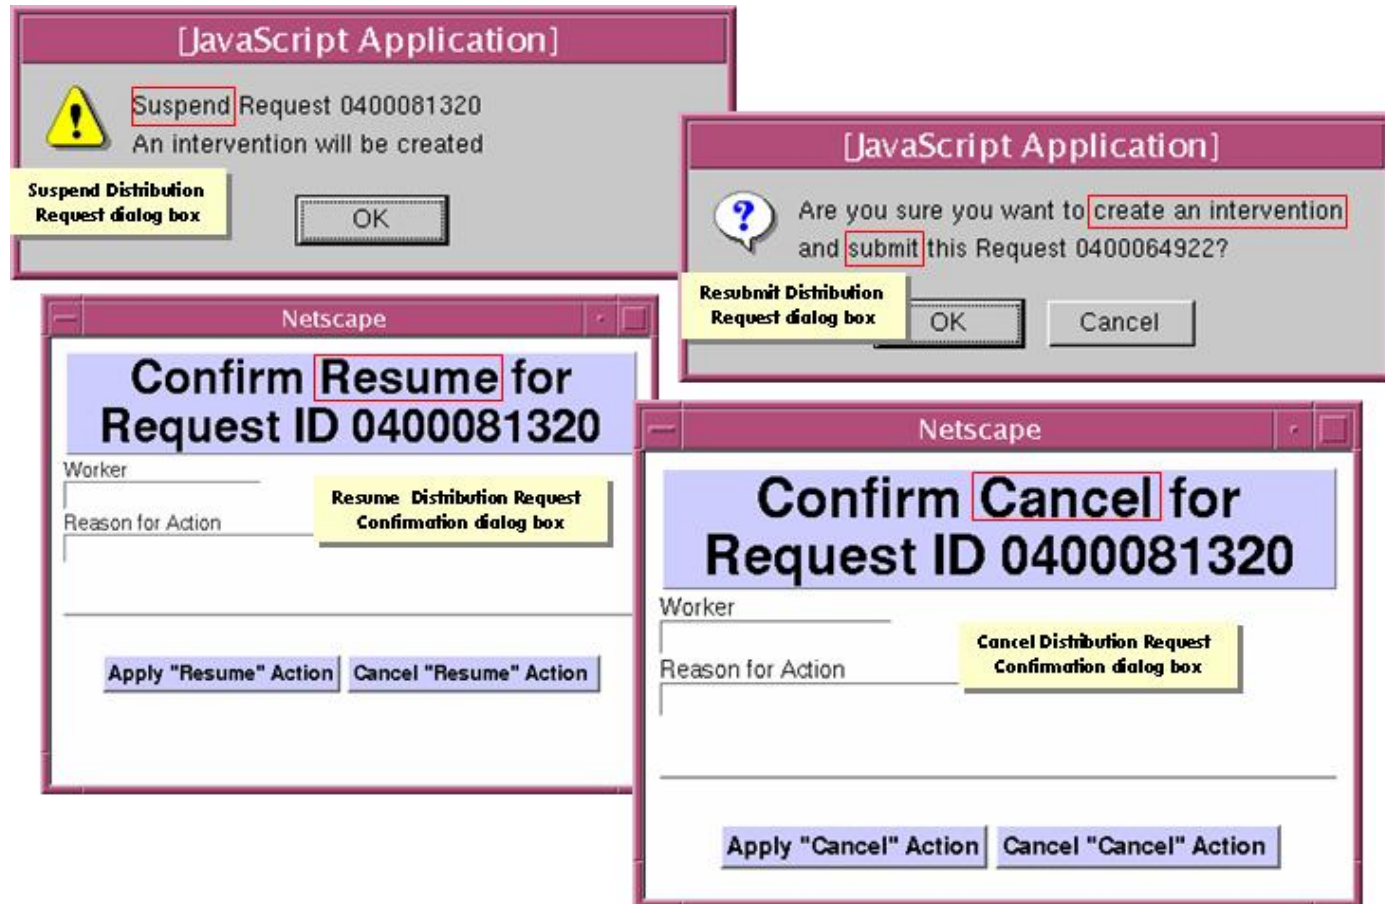 [JavaScript Application]
Suspend Request 0400081320
An intervention will be created
Suspend Distribution
Request dialog box
OK
[JavaScript Application]
Are you sure you want to create an intervention
and submit this Request 0400064922?
Resubmit Distribution
Request dialog box
OK
Cancel
Netscape
Confirm Resume for
Request ID 0400081320
Worker
Resume Distribution Request
Confirmation dialog box
Reason for Action
Apply "Resume" Action
Cancel "Resume" Action
Netscape
Confirm Cancel for
Request ID 0400081320
Worker
Cancel Distribution Request
Confirmation dialog box
Reason for Action
Apply "Cancel" Action
Cancel "Cancel" Action